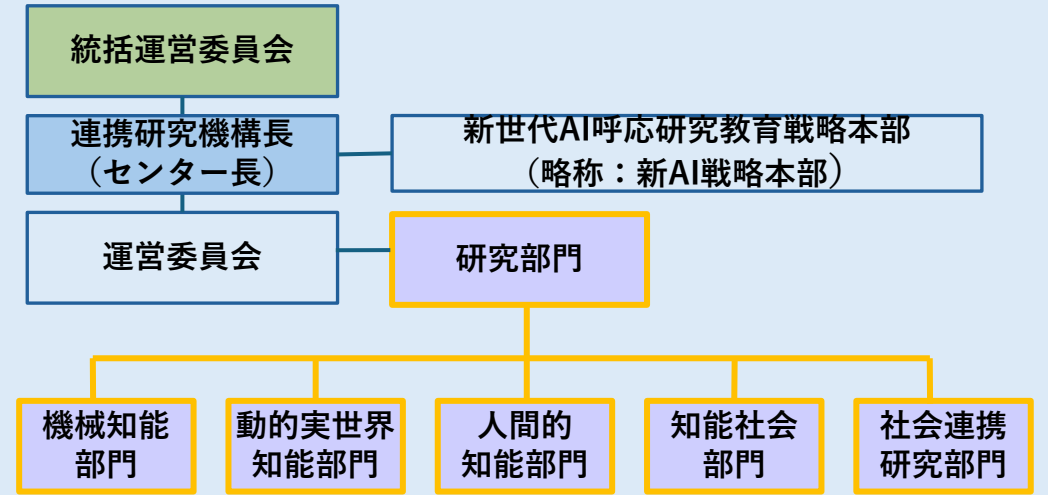 統括運営委員会
連携研究機構長
（センター長）
新世代AI呼応研究教育戦略本部
（略称：新AI戦略本部）
運営委員会
研究部門
機械知能
部門
動的実世界
知能部門
人間的
知能部門
知能社会
部門
社会連携
研究部門